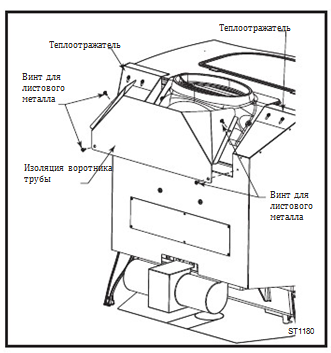 Теплоотражатель
Теплоотражатель
Винт для
листового
металла
Изоляция воротника
трубы
Винт для
листового
металла
ST1180